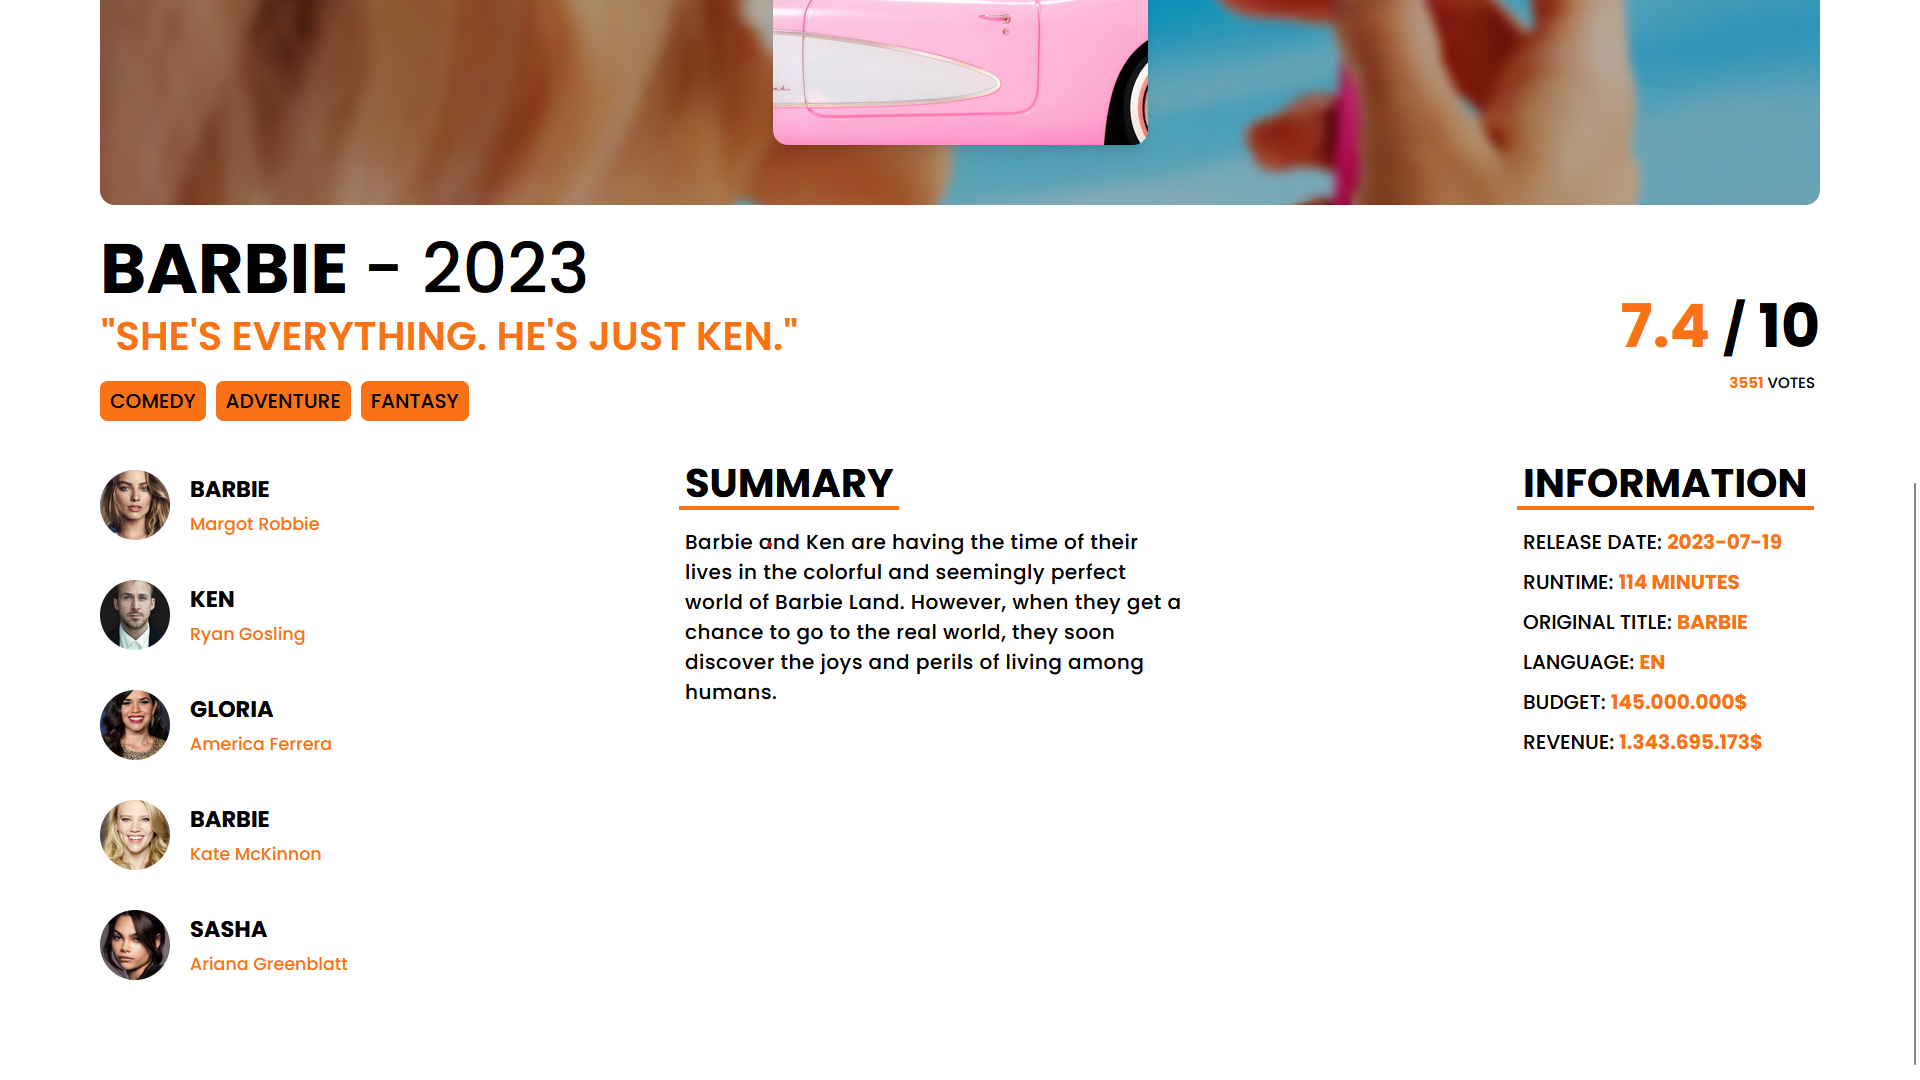 BARBIE - 2023
"SHE'S EVERYTHING. HE'S JUST KEN."
7.4 / 10
3551 VOTES
COMEDY
ADVENTURE
FANTASY
BARBIE
Margot Robbie
KEN
Ryan Gosling
GLORIA
America Ferrera
BARBIE
Kate McKinnon
SASHA
Ariana Greenblatt
SUMMARY
Barbie and Ken are having the time of their
lives in the colorful and seemingly perfect
world of Barbie Land. However, when they get a
chance to go to the real world, they soon
discover the joys and perils of living among
humans.
INFORMATION
RELEASE DATE: 2023-07-19
RUNTIME: 114 MINUTES
ORIGINAL TITLE: BARBIE
LANGUAGE: EN
BUDGET: 145.000.000$
REVENUE: 1.343.695.173$